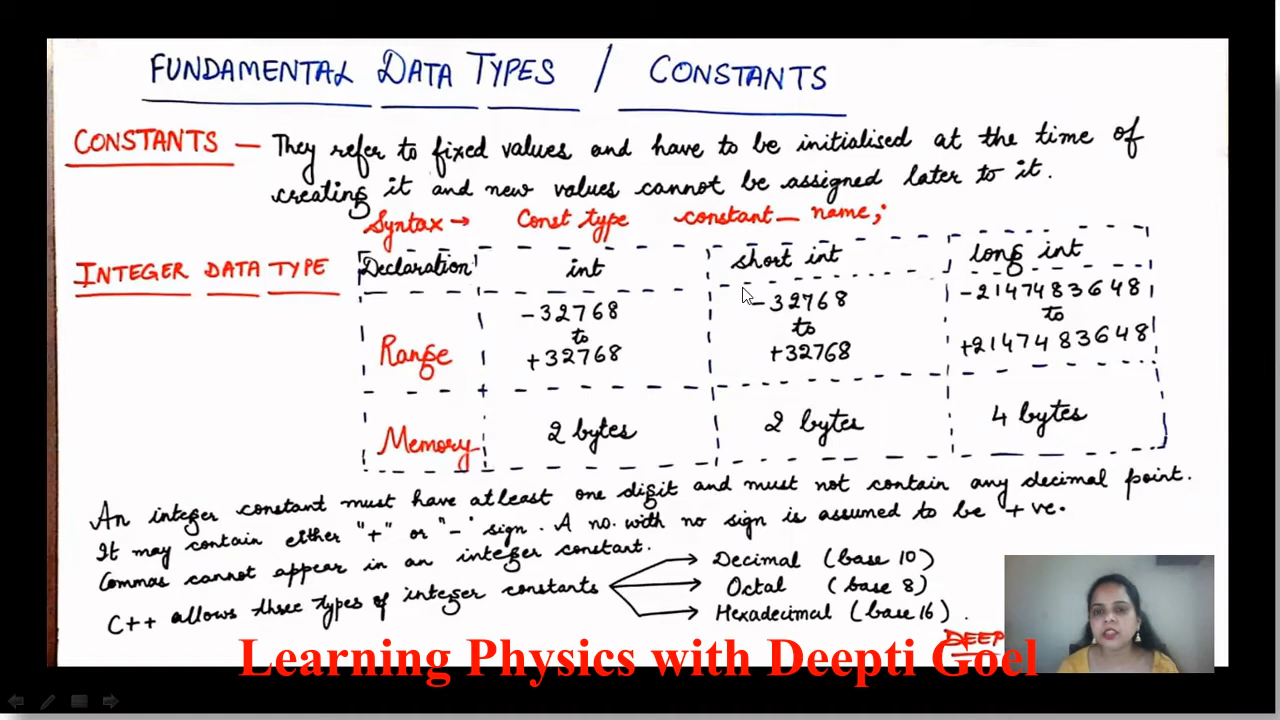 FUNDAMENTAL DATA TYPES / CONSTANTS
CONSTANTS — They refer to fixed values and have to be initialised at the time of
creating it and new values cannot be assigned later to it.
Syntax → Const type constant_name;
INTEGER DATA TYPE
Declaration int short int long int
Range
-32768 to +32768
-32768 to +32768
-2147483648 to +2147483648
Memory 2 bytes 2 bytes 4 bytes
An integer constant must have atleast one digit and must not contain any decimal point.
It may contain either "+" or "-" sign. A no. with no sign is assumed to be +ve.
Commas cannot appear in an integer constant.
C++ allows three types of integer constants
Decimal (base 10)
Octal (base 8)
Hexadecimal (base 16).
DEEP
Learning Physics with Deepti Goel